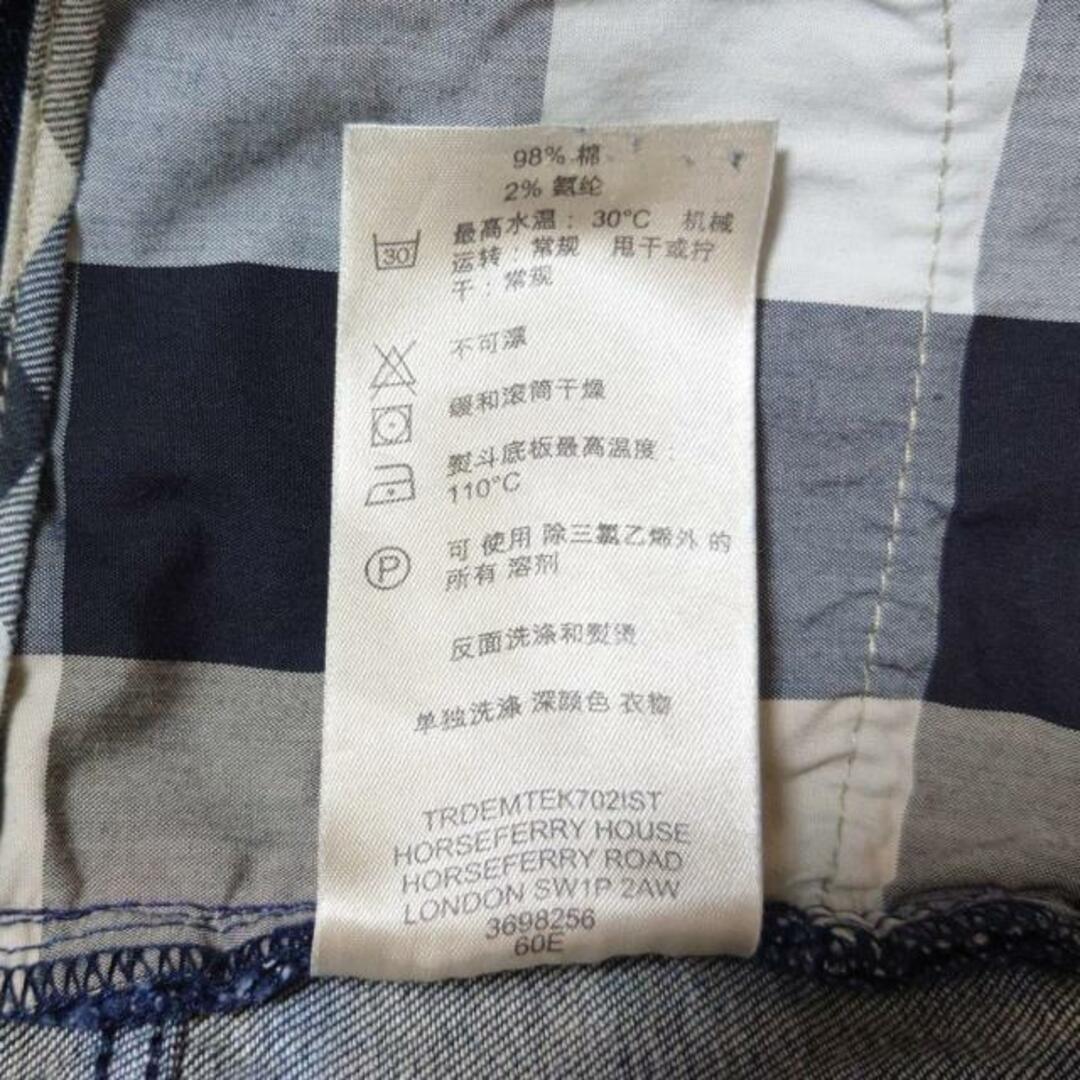 98% 棉
2% 氨纶
30
最高水温: 30°C 机械
运转: 常规 甩干或拧
干: 常规
不可漂
缓和滚筒干燥
熨斗底板最高温度:
110°C
P
可 使用 除三氯乙烯外 的
所有 溶剂
反面洗涤和熨烫
单独洗涤 深颜色 衣物
TRDEMTEK702IST
HORSEFERRY HOUSE
HORSEFERRY ROAD
LONDON SW1P 2AW
3698256
60E